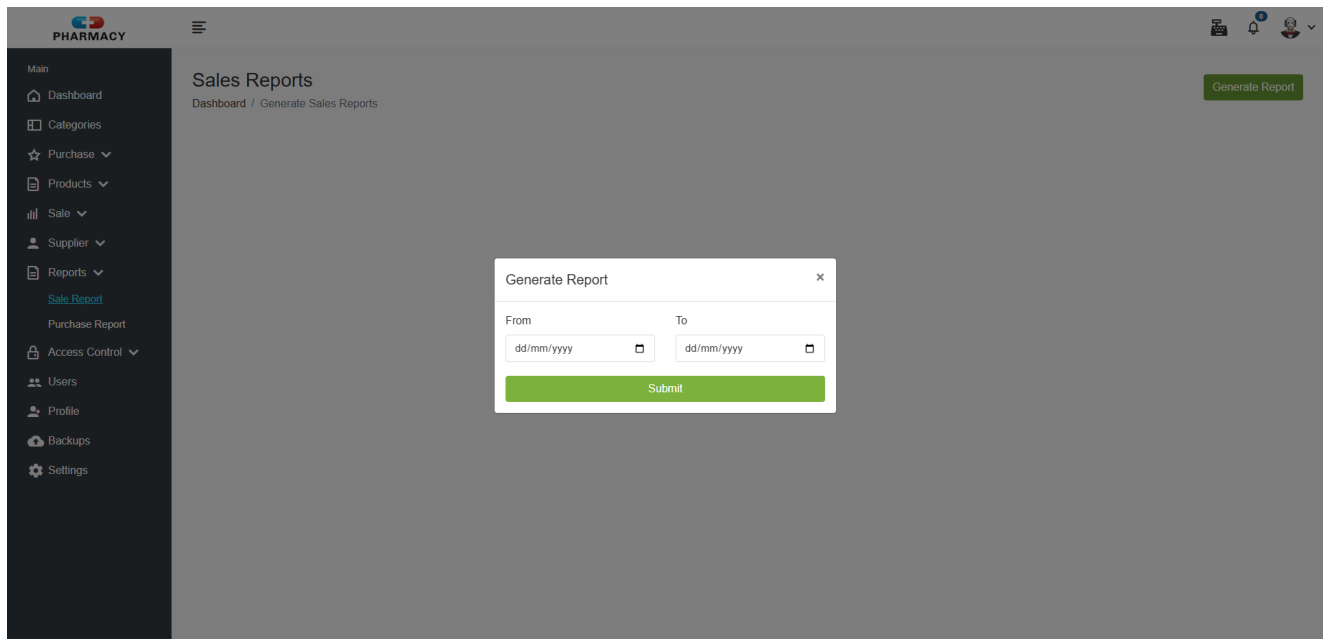 PHARMACY
6
Main
Dashboard
Categories
Purchase
Products
Sale
Supplier
Reports
Sale Report
Purchase Report
Access Control
Users
Profile
Backups
Settings
Sales Reports
Dashboard / Generate Sales Reports
Generate Report
Generate Report ×
From To
dd/mm/yyyy dd/mm/yyyy
Submit